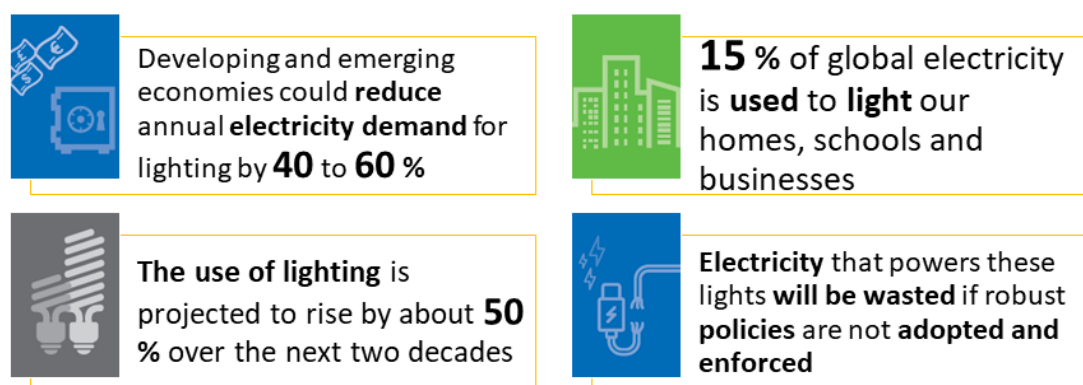 Developing and emerging
economies could reduce
annual electricity demand for
lighting by 40 to 60 %
15 % of global electricity
is used to light our
homes, schools and
businesses
The use of lighting is
projected to rise by about 50
% over the next two decades
Electricity that powers these
lights will be wasted if robust
policies are not adopted and
enforced